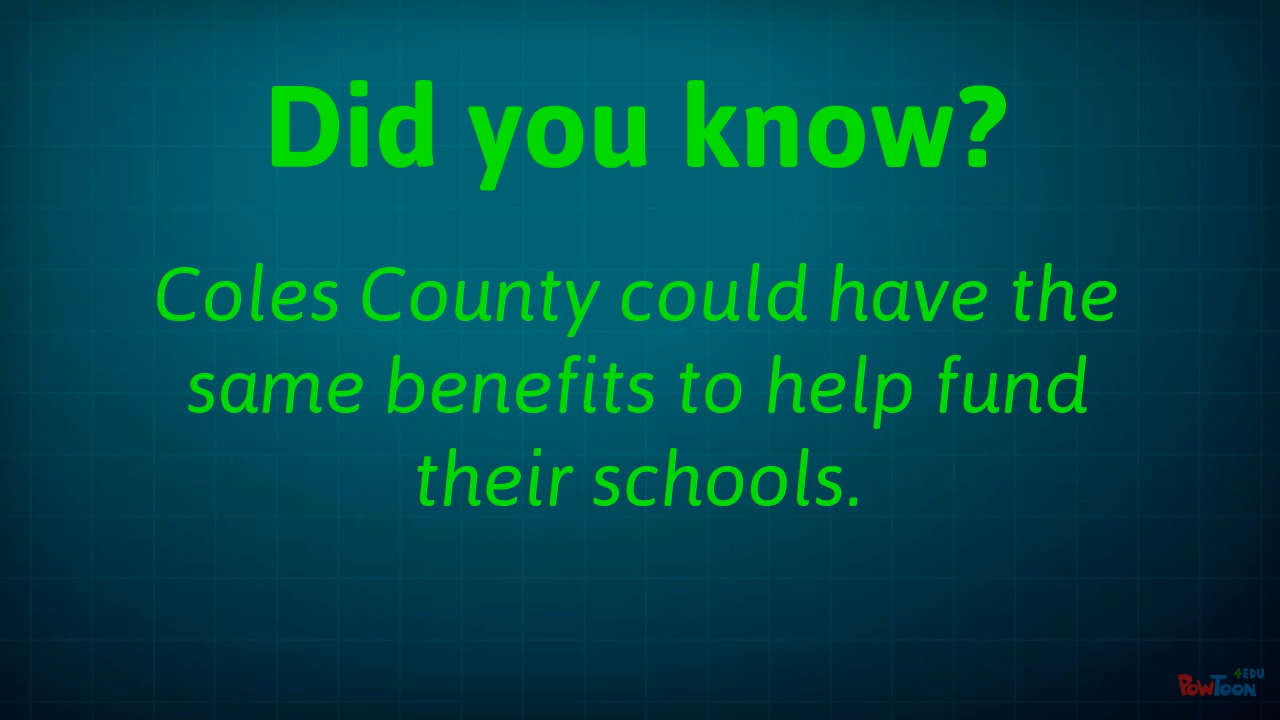 Did you know?
Coles County could have the
same benefits to help fund
their schools.
4EDU
PowToon